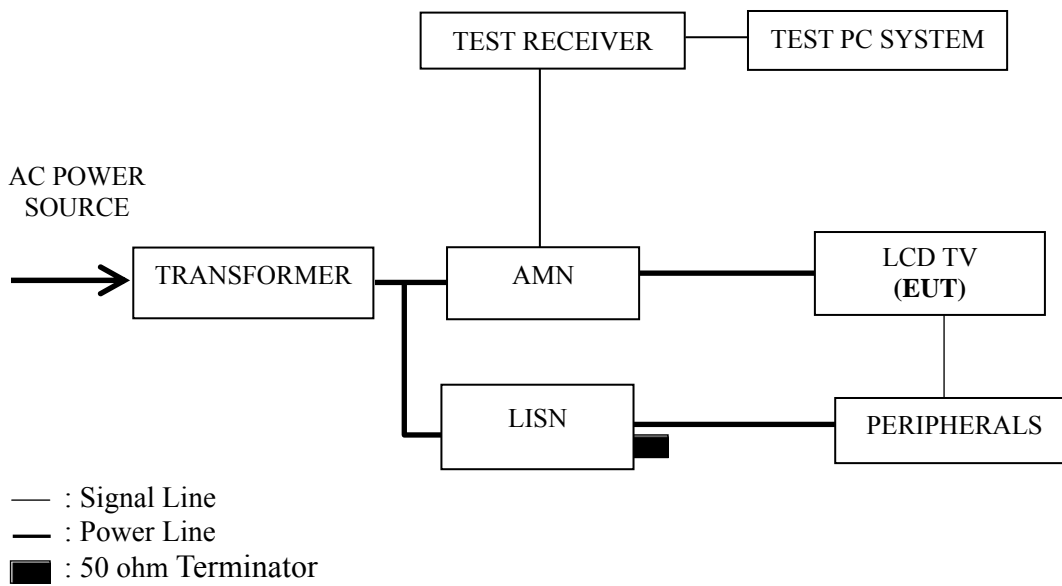 TEST RECEIVER
TEST PC SYSTEM
AC POWER
SOURCE
TRANSFORMER
AMN
LCD TV
(EUT)
LISN
PERIPHERALS
: Signal Line
: Power Line
: 50 ohm Terminator